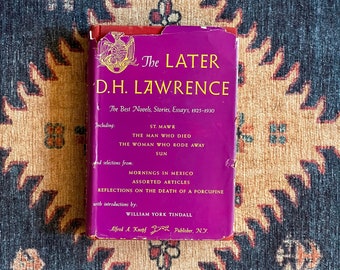 The LATER
D. H. LAWRENCE
The Best Novels, Stories, Essays, 1925-1930
Including:
ST. MAWR
THE MAN WHO DIED
THE WOMAN WHO RODE AWAY
SUN
and selections from:
MORNINGS IN MEXICO
ASSORTED ARTICLES
REFLECTIONS ON THE DEATH OF A PORCUPINE
with introductions by:
WILLIAM YORK TINDALL
Alfred A. Knopf Publisher, N.Y.